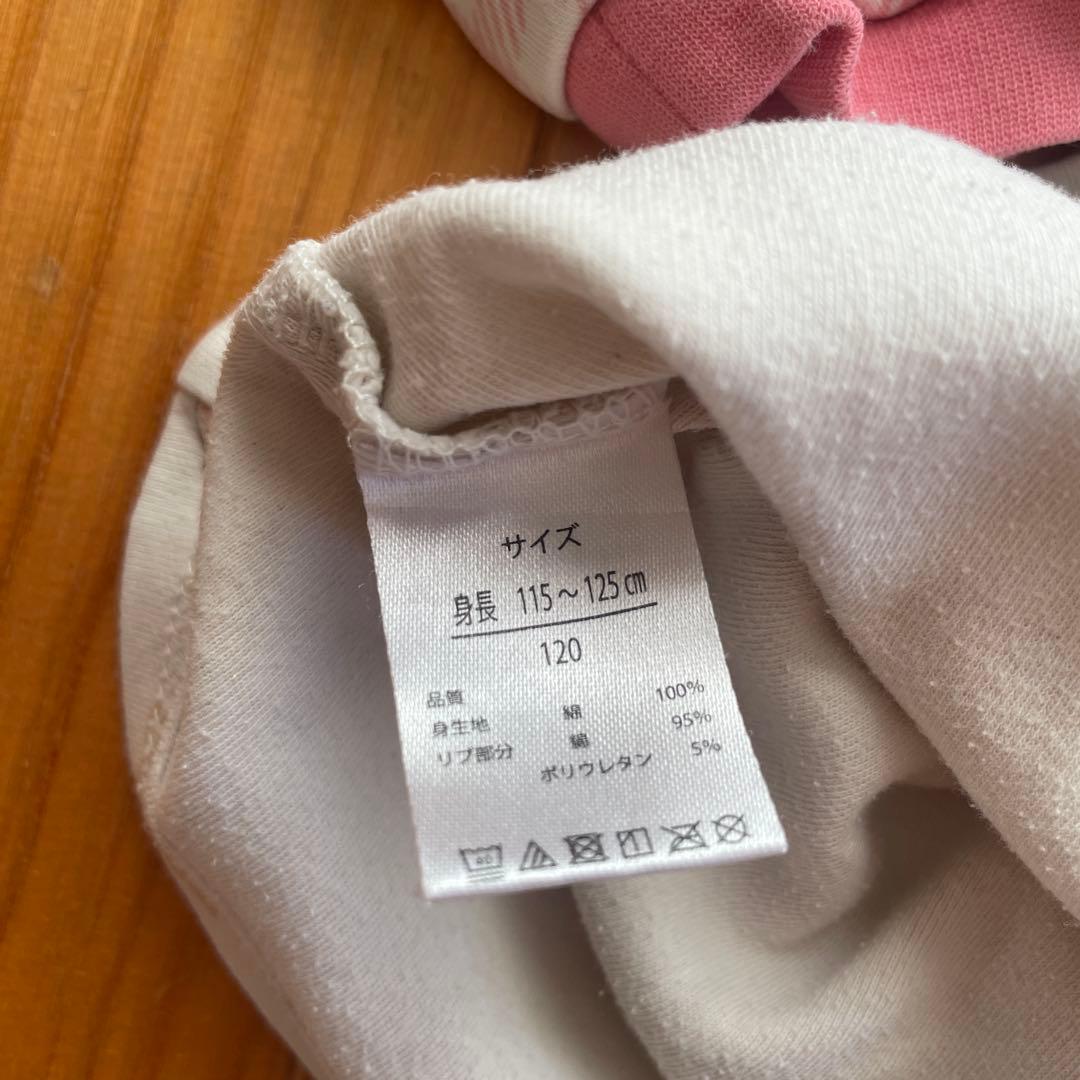 サイズ
身長 115～125㎝
120
品質
身生地 綿 100%
リブ部分 綿 95%
ポリウレタン 5%
40